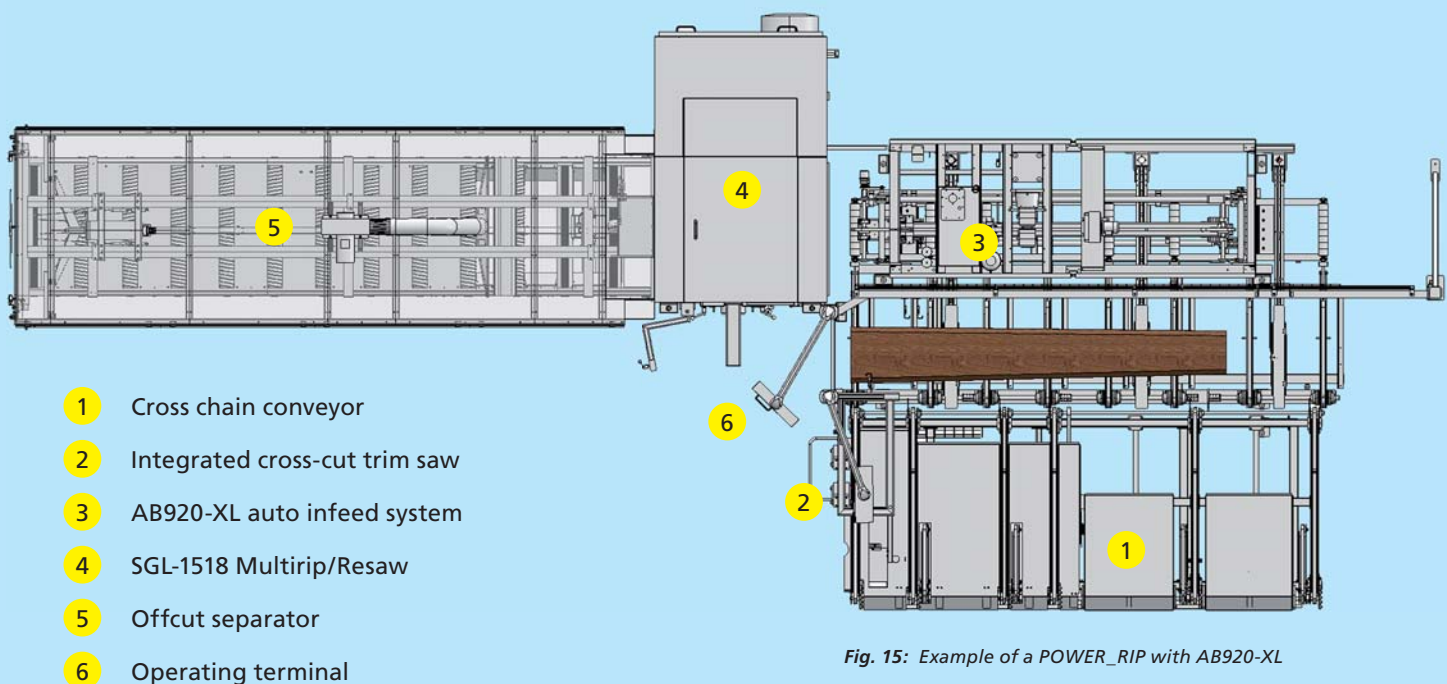 4
5
3
6
2
1
1 Cross chain conveyor
2 Integrated cross-cut trim saw
3 AB920-XL auto infeed system
4 SGL-1518 Multirip/Resaw
5 Offcut separator
6 Operating terminal
Fig. 15: Example of a POWER_RIP with AB920-XL